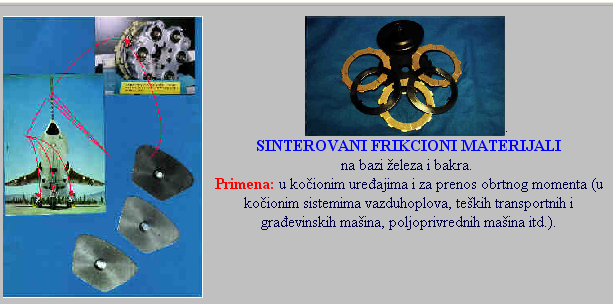 SINTEROVANI FRIKCIONI MATERIJALI
na bazi železa i bakra.
Primena: u kočionim uređajima i za prenos obrtnog momenta (u
kočionim sistemima vazduhoplova, teških transportnih i
građevinskih mašina, poljoprivrednih mašina itd.).